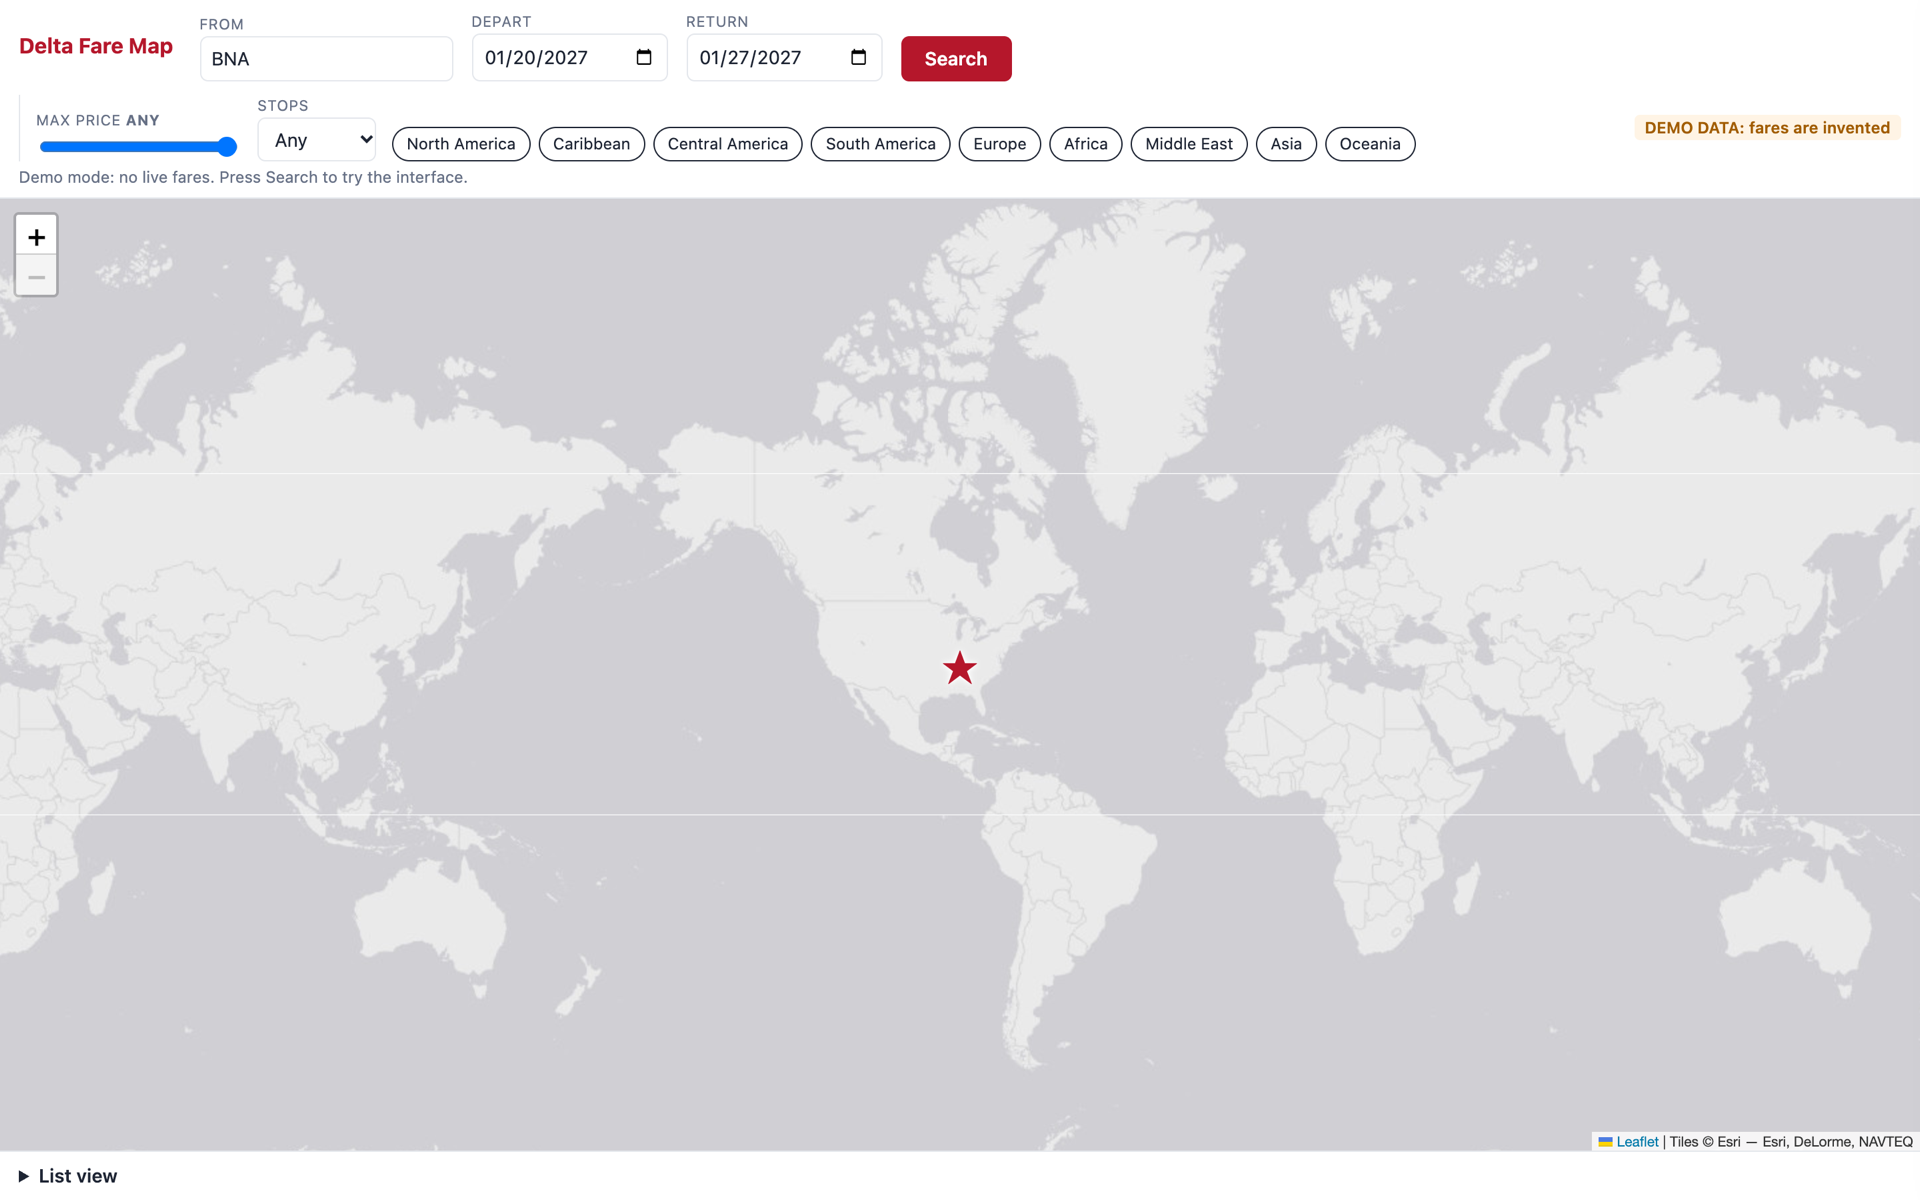 Delta Fare Map
FROM
BNA
DEPART
01/20/2027
RETURN
01/27/2027
Search
MAX PRICE ANY
STOPS
Any
North America
Caribbean
Central America
South America
Europe
Africa
Middle East
Asia
Oceania
DEMO DATA: fares are invented
Demo mode: no live fares. Press Search to try the interface.
+
−
Leaflet | Tiles © Esri — Esri, DeLorme, NAVTEQ
List view